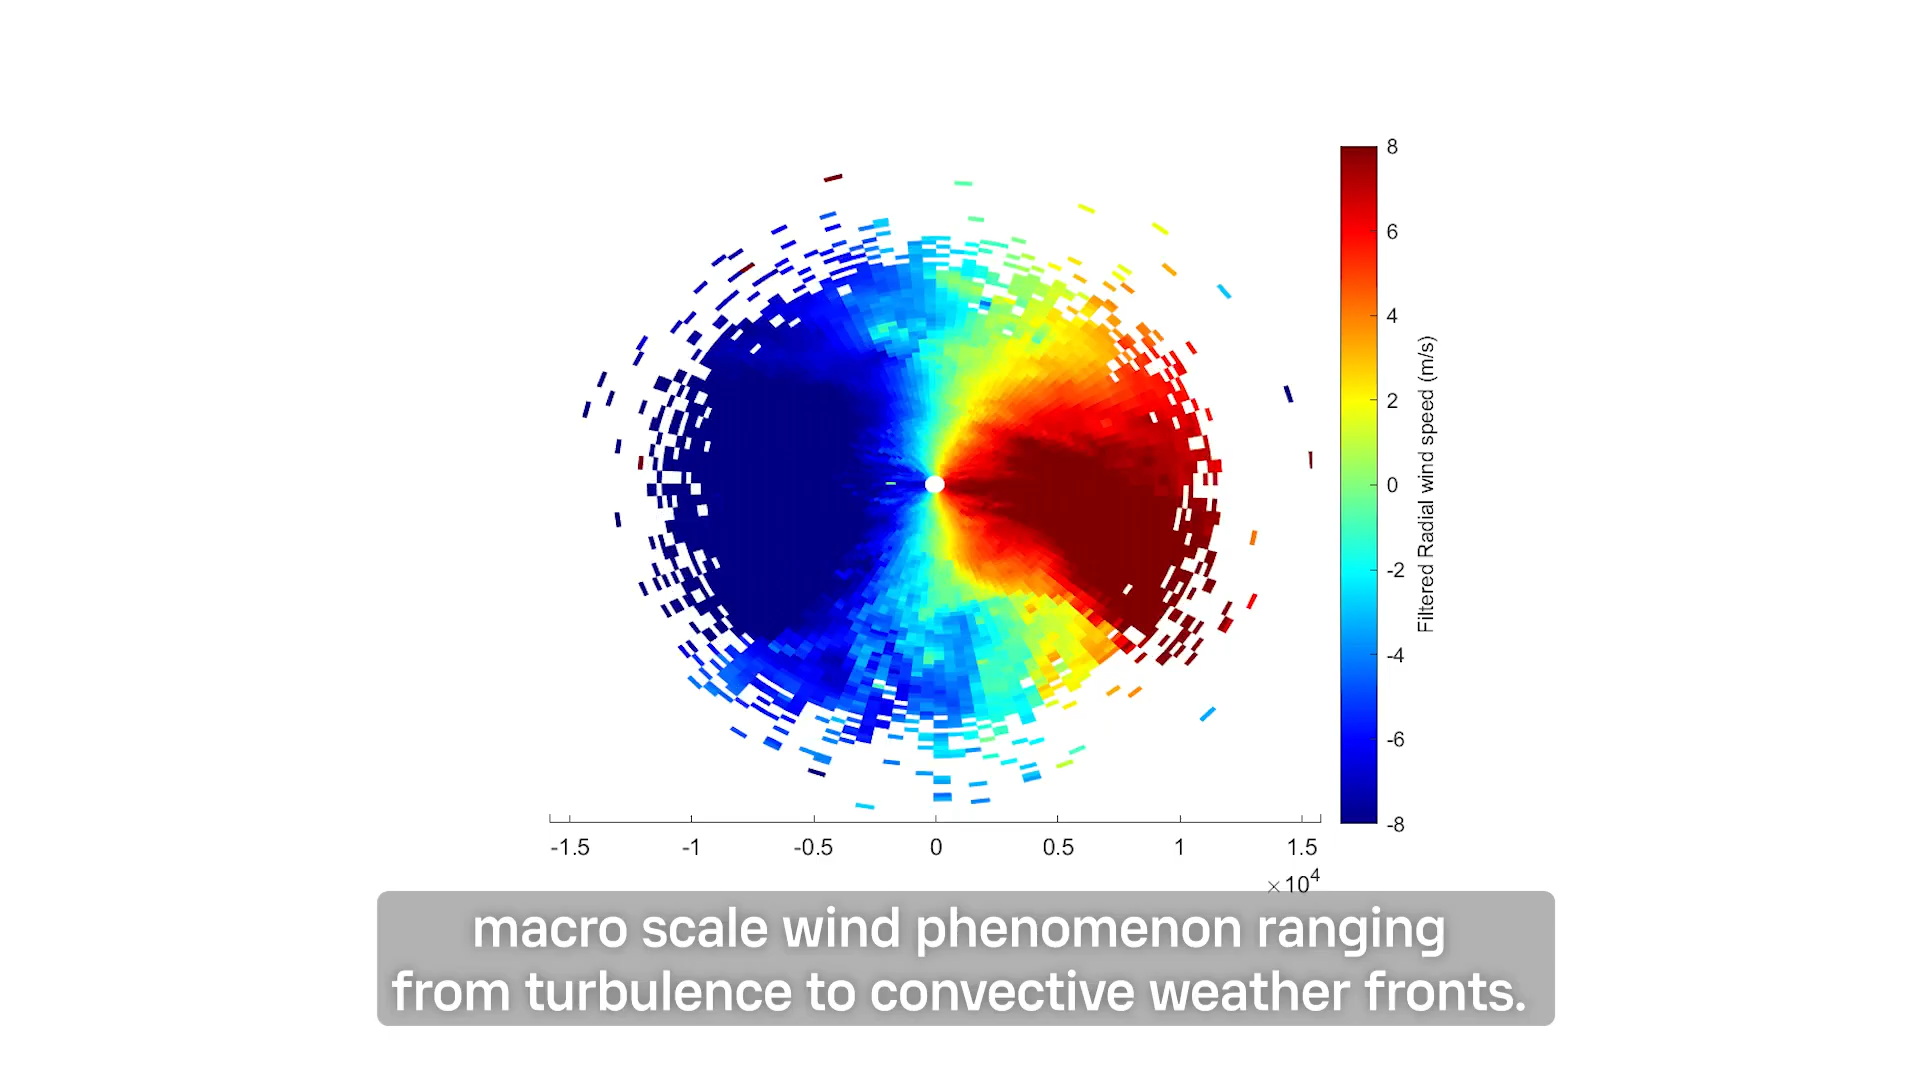 8
6
4
2
0
-2
-4
-6
-8
Filtered Radial wind speed (m/s)
-1.5 -1 -0.5 0 0.5 1 1.5
×10⁴
macro scale wind phenomenon ranging
from turbulence to convective weather fronts.